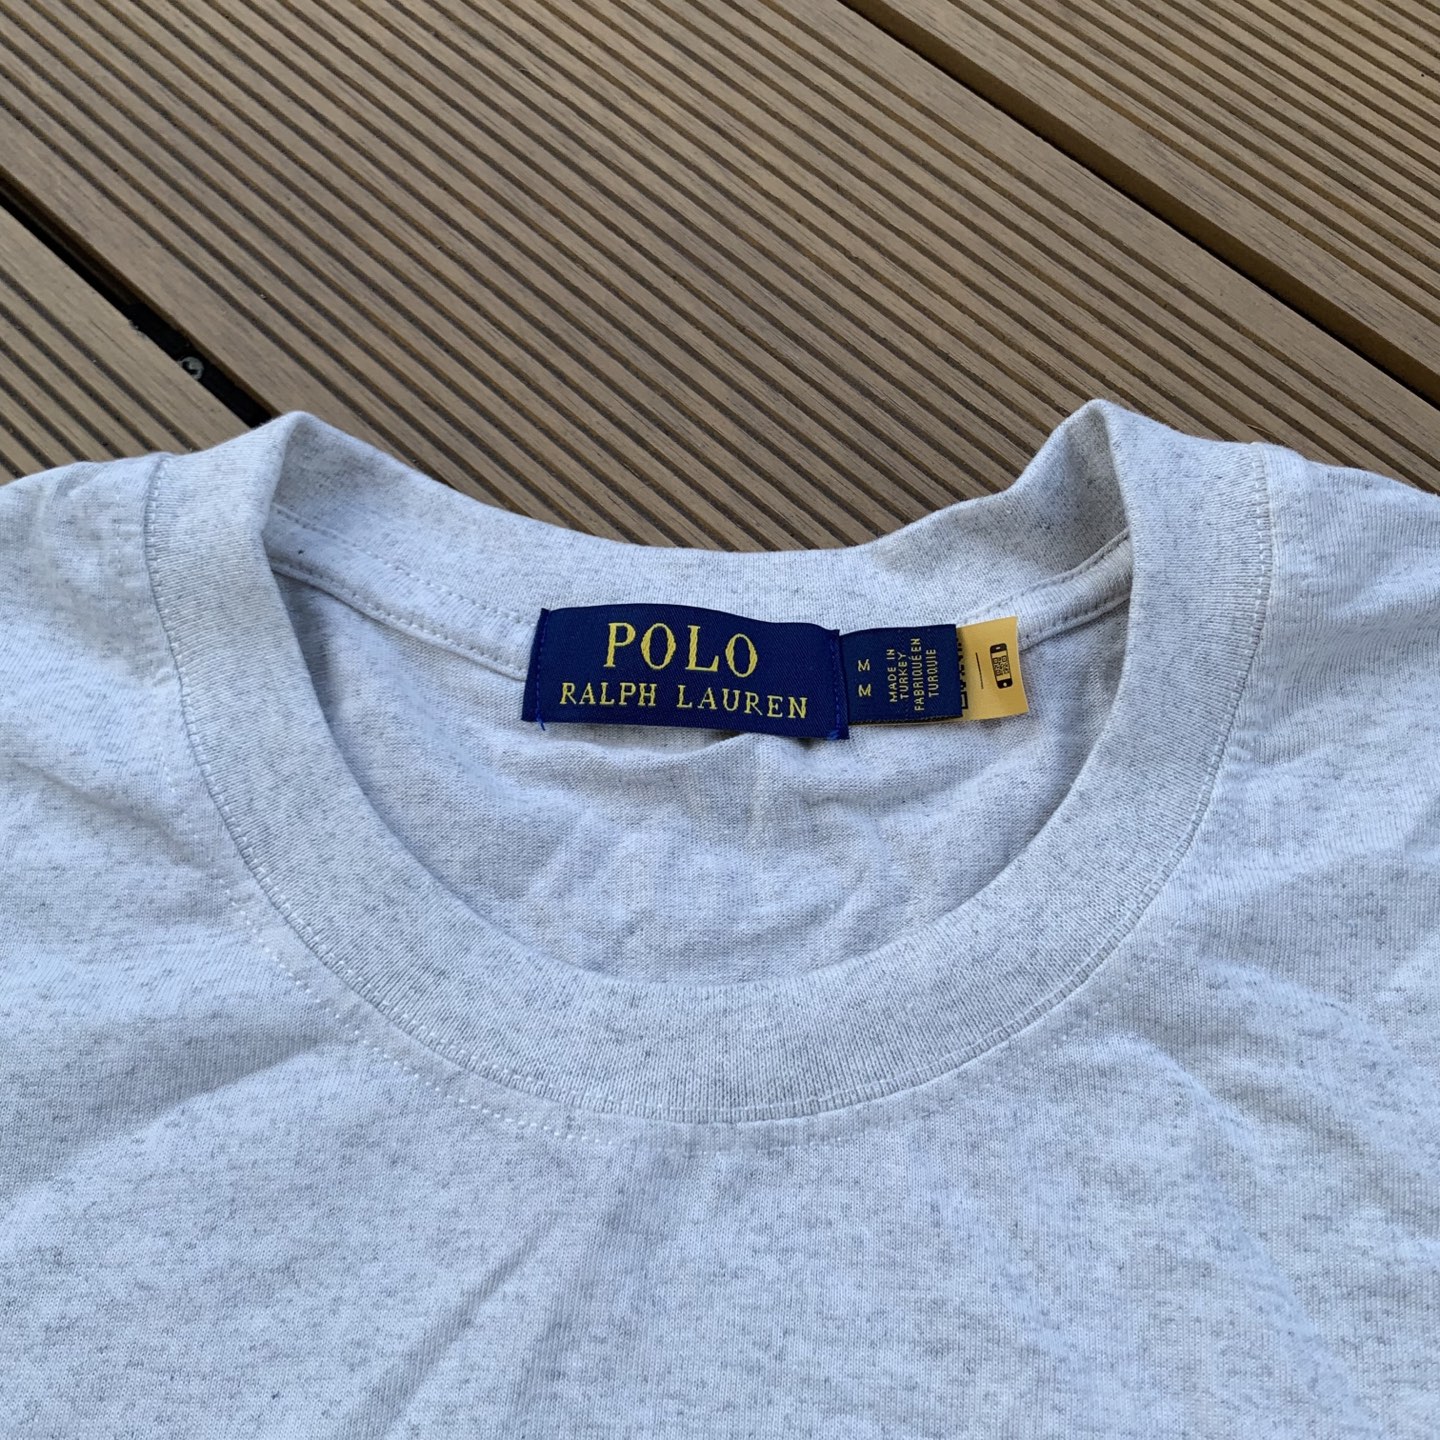 POLO
RALPH LAUREN
M
M
MADE IN
TURKEY
FABRIQUÉ EN
TURQUIE